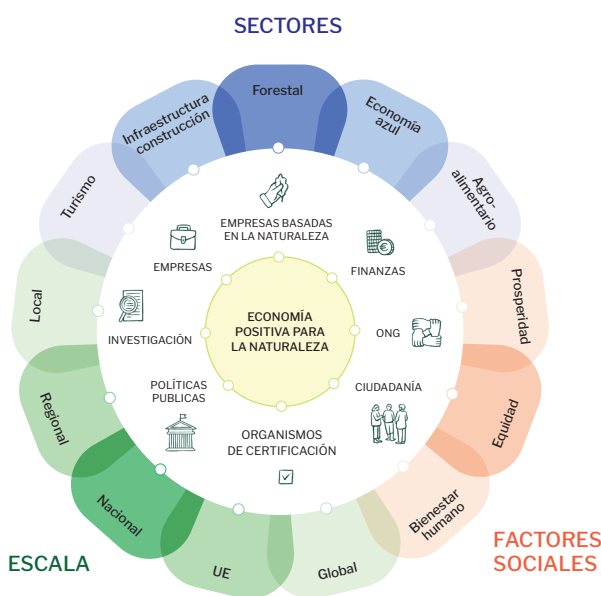 SECTORES
Forestal
Infraestructura
construcción
Economía
azul
Turismo
Agro-
alimentario
Local
Prosperidad
Regional
Equidad
Nacional
Bienestar
humano
UE
Global
ESCALA
FACTORES
SOCIALES
EMPRESAS BASADAS
EN LA NATURALEZA
EMPRESAS
FINANZAS
INVESTIGACIÓN
ONG
POLÍTICAS
PUBLICAS
CIUDADANÍA
ORGANISMOS
DE CERTIFICACIÓN
ECONOMÍA
POSITIVA PARA
LA NATURALEZA